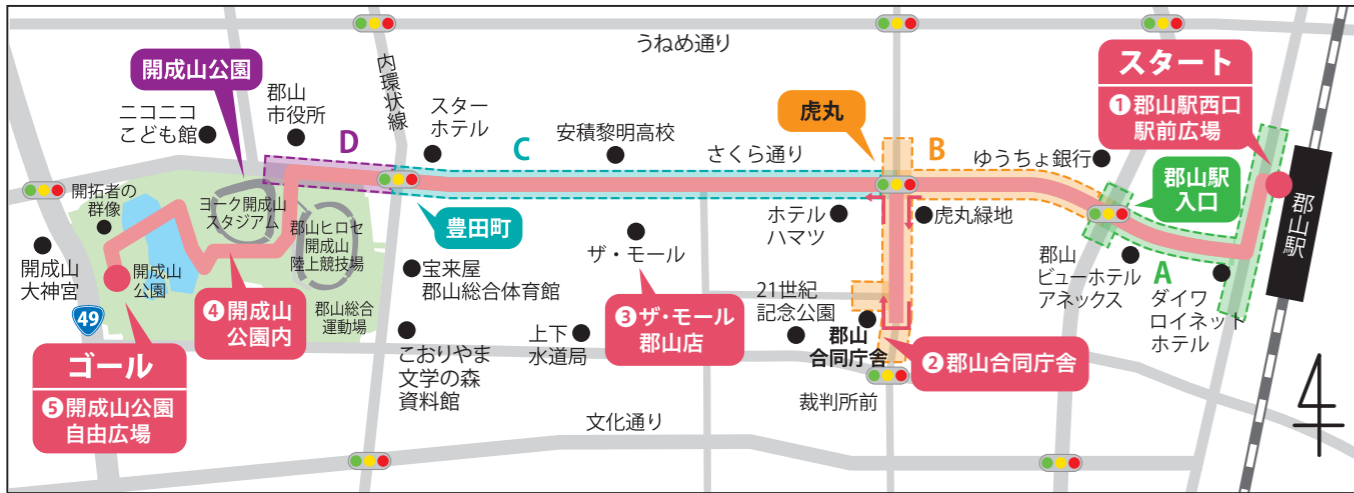 うねめ通り
スタート
❶郡山駅西口
駅前広場
開成山公園
内環状線
ニコニコ
こども館
郡山
市役所
スター
ホテル
安積黎明高校
虎丸
D
C
さくら通り
B
ゆうちょ銀行
郡山駅
入口
郡山駅
開拓者の
群像
ヨーク開成山
スタジアム
豊田町
ホテル
ハマツ
虎丸緑地
郡山ヒロセ
開成山
陸上競技場
開成山
大神宮
開成山
公園
宝来屋
郡山総合体育館
ザ・モール
郡山
ビューホテル
アネックス
A
ダイワ
ロイネット
ホテル
49
❹開成山
公園内
郡山総合
運動場
21世紀
記念公園
❸ザ・モール
郡山店
上下
水道局
郡山
合同庁舎
❷郡山合同庁舎
ゴール
❺開成山公園
自由広場
こおりやま
文学の森
資料館
裁判所前
文化通り